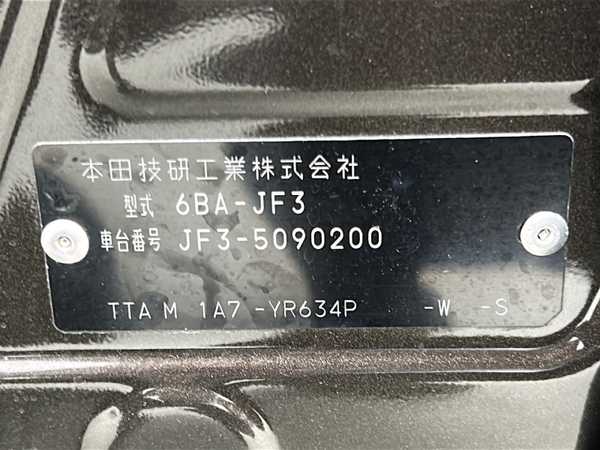 本田技研工業株式会社
型式 6BA-JF3
車台番号 JF3-5090200
TTA M 1A7 -YR634P -W -S